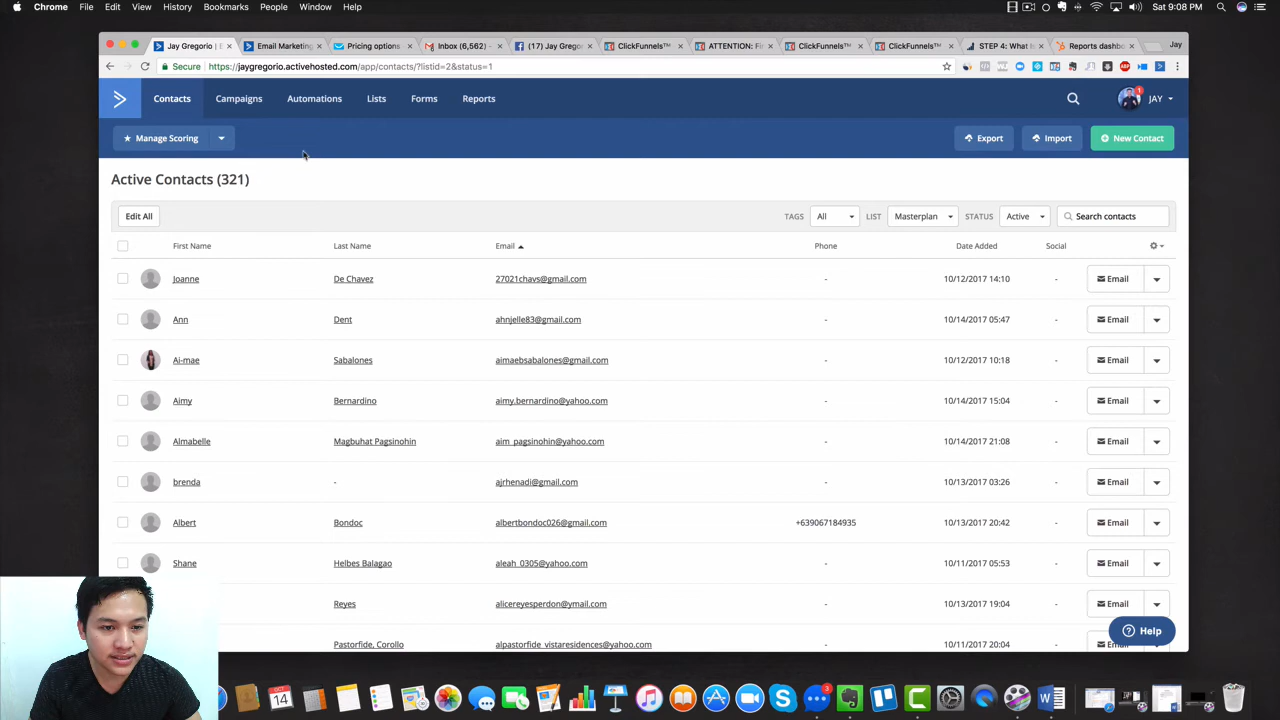 Chrome File Edit View History Bookmarks People Window Help
Sat 9:08 PM
Jay Gregorio | E
Email Marketing
Pricing options
Inbox (6,562) -
(17) Jay Grego
ClickFunnels™
ATTENTION: Fir
ClickFunnels™
ClickFunnels™
STEP 4: What is
Reports dashbo
Jay
Secure https://jaygregorio.activehosted.com/app/contacts/?listid=2&status=1
Contacts Campaigns Automations Lists Forms Reports
1 JAY
Manage Scoring
Export Import New Contact
Active Contacts (321)
Edit All TAGS All LIST Masterplan STATUS Active Search contacts
First Name Last Name Email Phone Date Added Social
Joanne De Chavez 27021chavs@gmail.com - 10/12/2017 14:10 - Email
Ann Dent ahnjelle83@gmail.com - 10/14/2017 05:47 - Email
Ai-mae Sabalones aimaebsabalones@gmail.com - 10/12/2017 10:18 - Email
Aimy Bernardino aimy.bernardino@yahoo.com - 10/14/2017 15:04 - Email
Almabelle Magbuhat Pagsinohin aim_pagsinohin@yahoo.com - 10/14/2017 21:08 - Email
brenda - ajrhenadi@gmail.com - 10/13/2017 03:26 - Email
Albert Bondoc albertbondoc026@gmail.com +639067184935 10/13/2017 20:42 - Email
Shane Helbes Balagao aleah_0305@yahoo.com - 10/11/2017 05:53 - Email
Reyes alicereyesperdon@ymail.com - 10/13/2017 19:04 - Email
Pastorfide, Corollo alpastorfide_vistaresidences@yahoo.com - 10/11/2017 20:04 - Email
Help
OCT
14
3